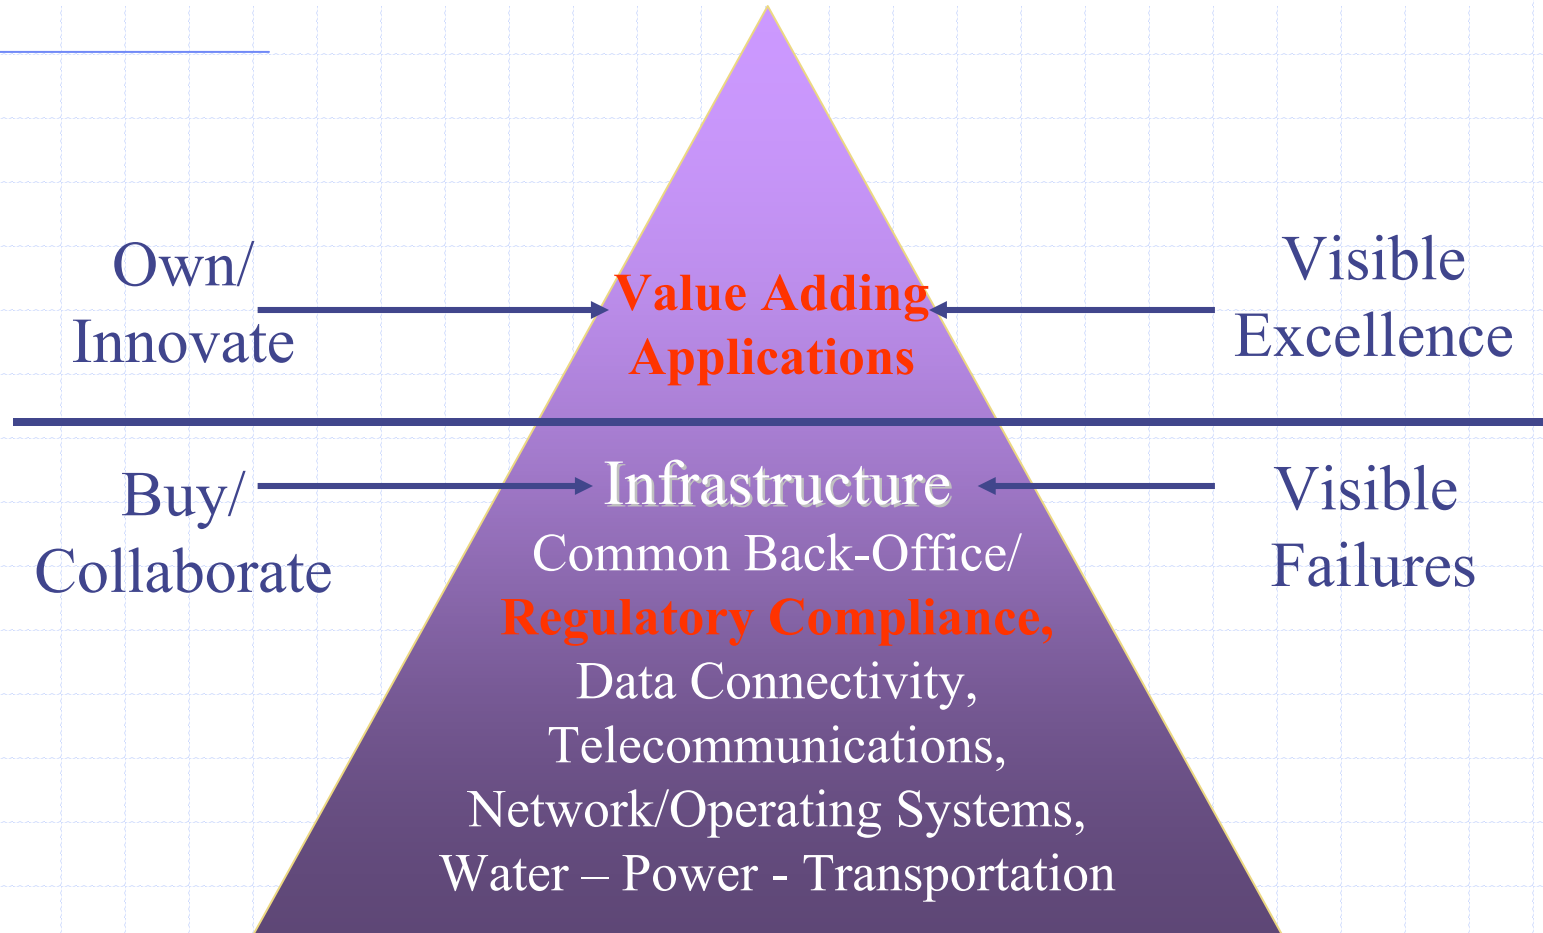 Own/
Innovate
Value Adding
Applications
Visible
Excellence
Buy/
Collaborate
Infrastructure
Common Back-Office/
Regulatory Compliance,
Data Connectivity,
Telecommunications,
Network/Operating Systems,
Water – Power - Transportation
Visible
Failures